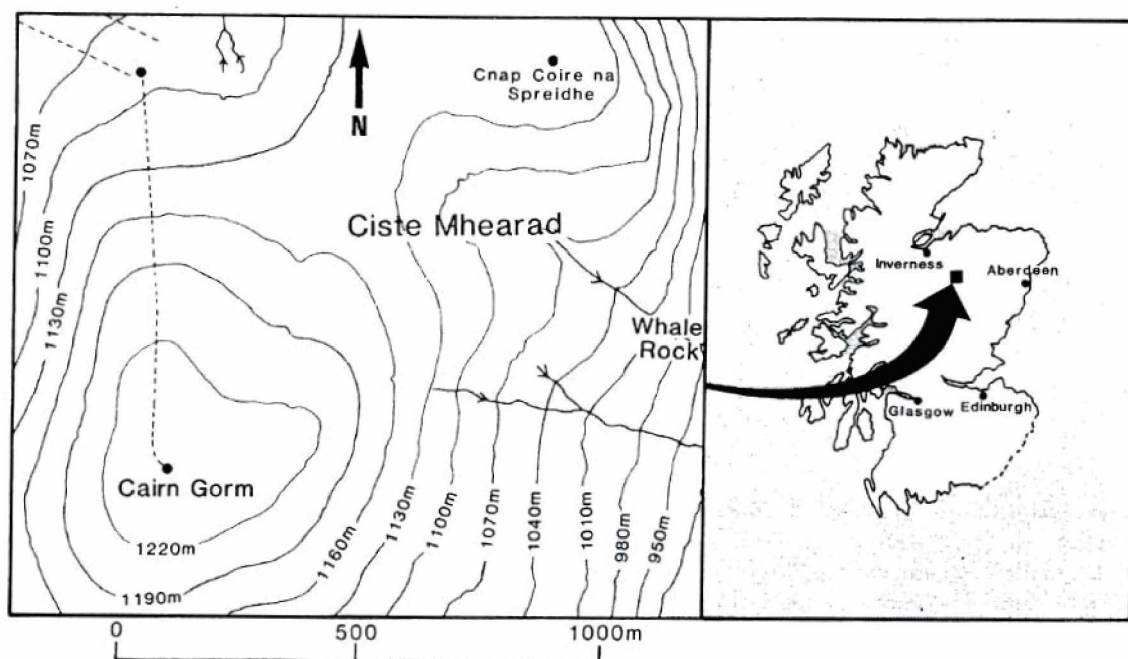 Cnap Coire na
Spreidhe
N
1070m
1100m
1130m
Ciste Mhearad
Whale
Rock
Cairn Gorm
1220m
1190m
1160m
1130m
1100m
1070m
1040m
1010m
980m
950m
0
500
1000m
Inverness
Aberdeen
Glasgow
Edinburgh